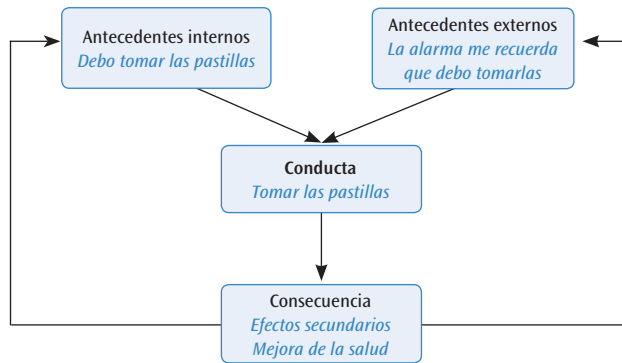 Antecedentes internos
Debo tomar las pastillas
Antecedentes externos
La alarma me recuerda
que debo tomarlas
Conducta
Tomar las pastillas
Consecuencia
Efectos secundarios
Mejora de la salud